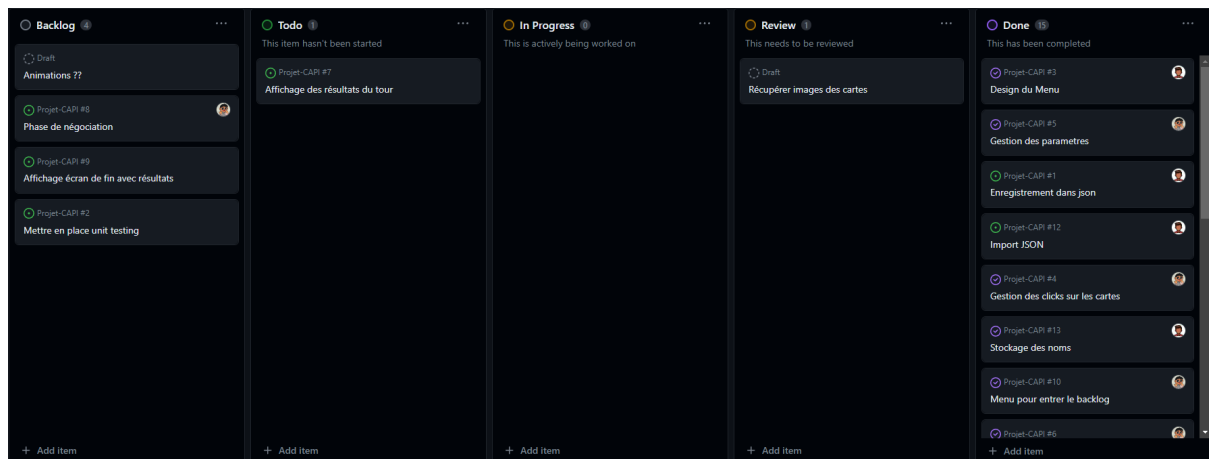 Backlog 4
Draft
Animations ??
Projet-CAPI #8
Phase de négociation
Projet-CAPI #9
Affichage écran de fin avec résultats
Projet-CAPI #2
Mettre en place unit testing
+ Add item
Todo 1
This item hasn't been started
Projet-CAPI #7
Affichage des résultats du tour
+ Add item
In Progress 0
This is actively being worked on
+ Add item
Review 1
This needs to be reviewed
Draft
Récupérer images des cartes
+ Add item
Done 15
This has been completed
Projet-CAPI #3
Design du Menu
Projet-CAPI #5
Gestion des parametres
Projet-CAPI #1
Enregistrement dans json
Projet-CAPI #12
Import JSON
Projet-CAPI #4
Gestion des clicks sur les cartes
Projet-CAPI #13
Stockage des noms
Projet-CAPI #10
Menu pour entrer le backlog
Projet-CAPI #6
+ Add item